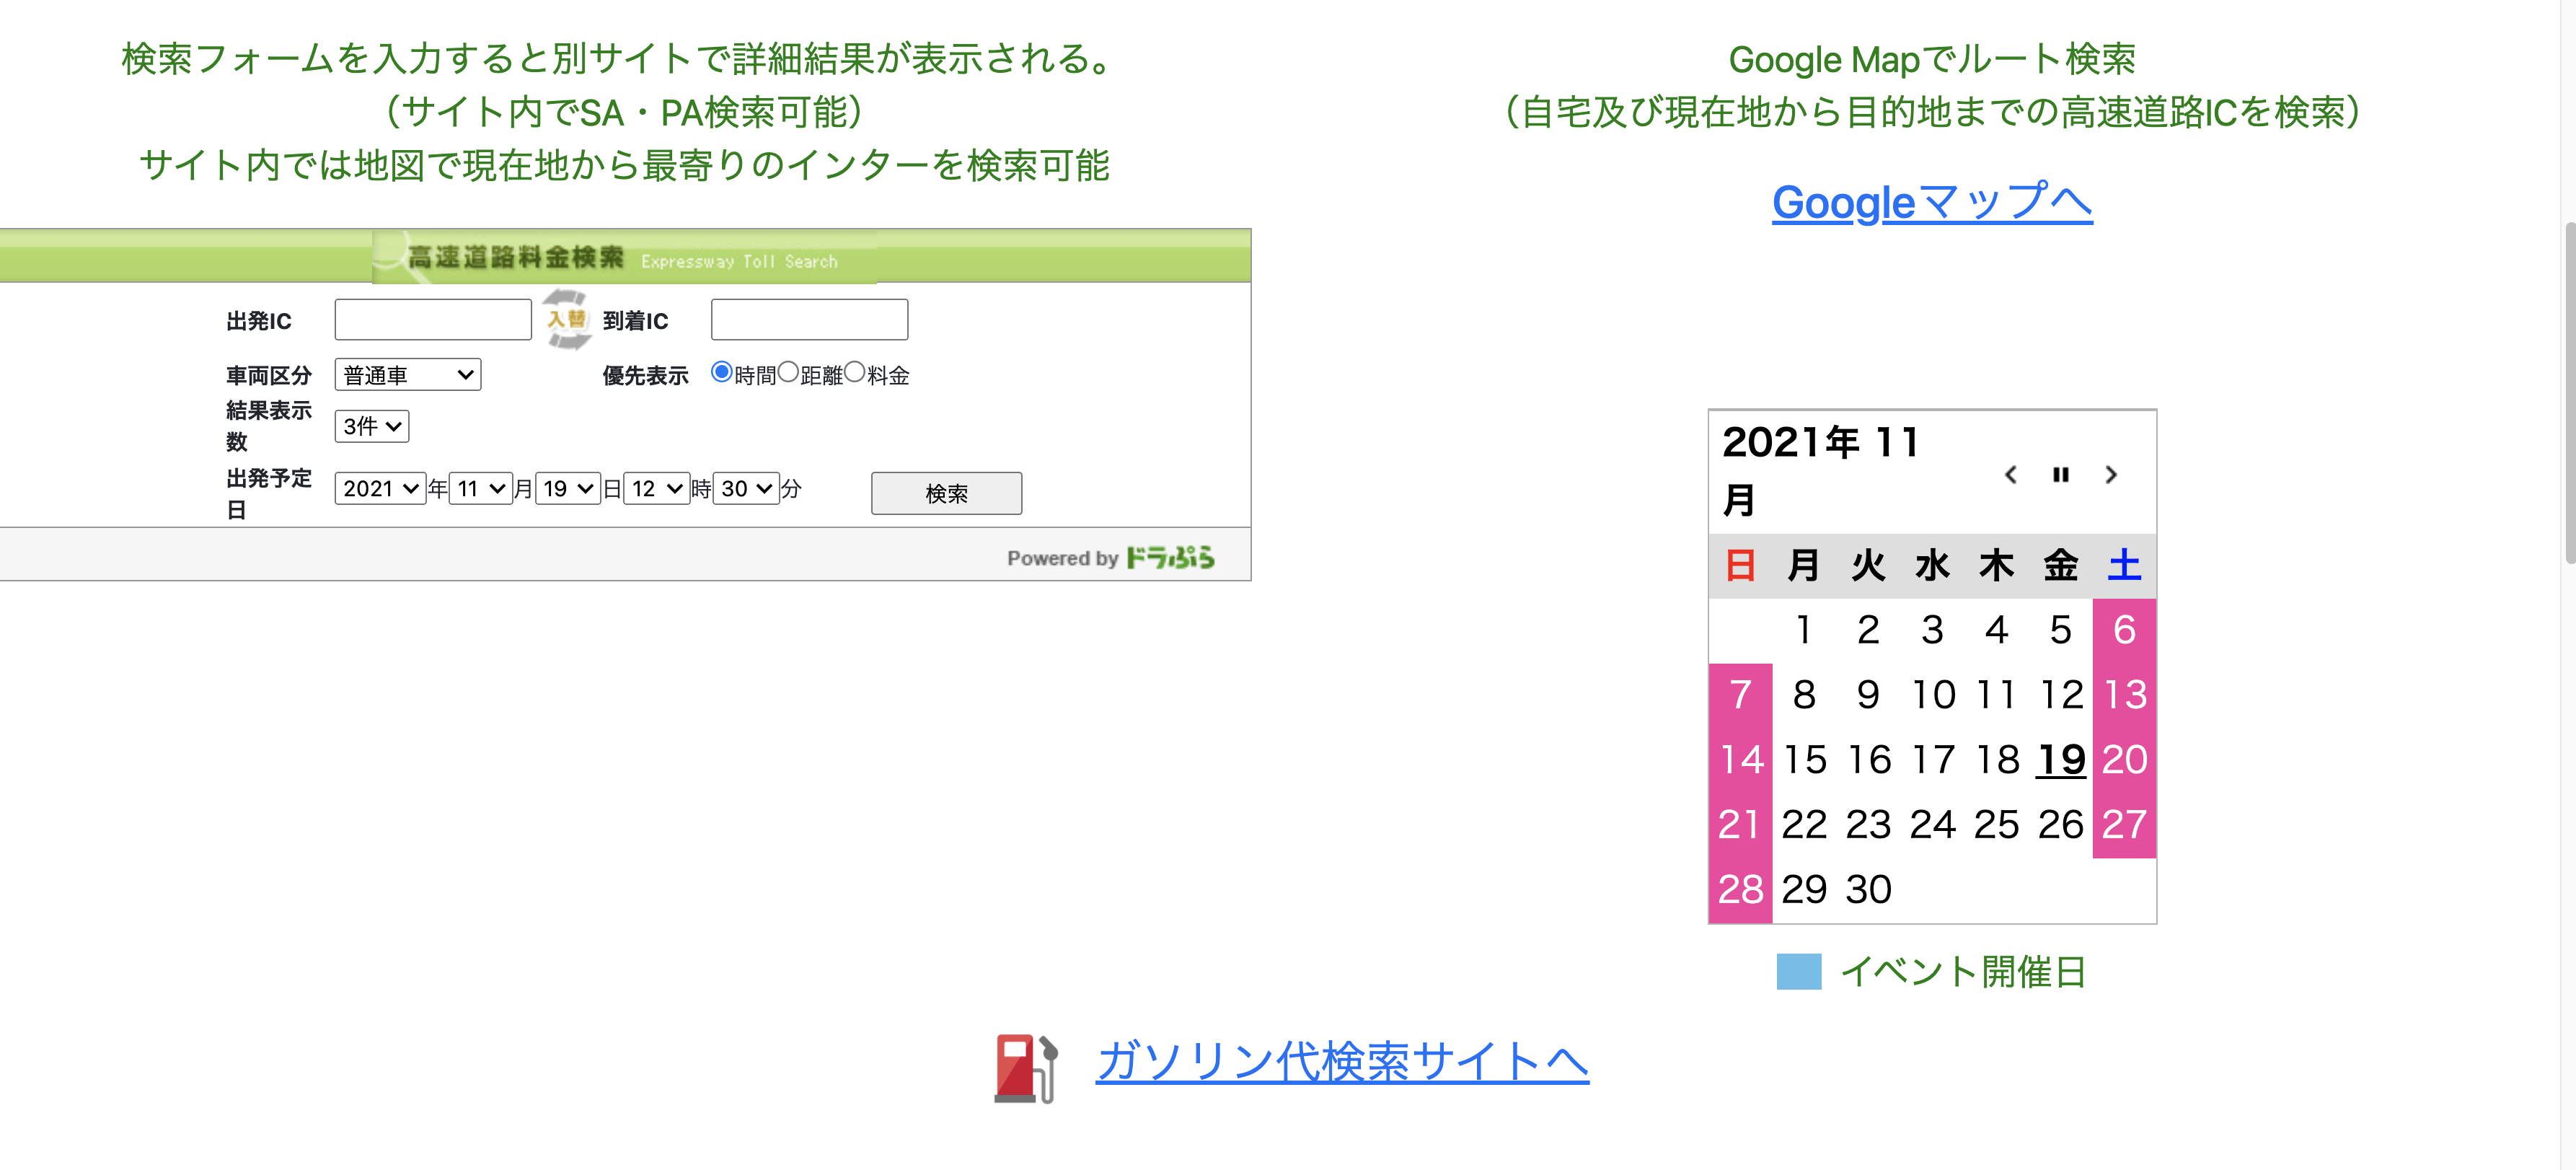 検索フォームを入力すると別サイトで詳細結果が表示される。
（サイト内でSA・PA検索可能）
サイト内では地図で現在地から最寄りのインターを検索可能
高速道路料金検索 Expressway Toll Search
出発IC 入替 到着IC
車両区分 普通車 優先表示 時間 距離 料金
結果表示
数 3件
出発予定
日 2021 年 11 月 19 日 12 時 30 分 検索
Powered by ドラぷら
Google Mapでルート検索
（自宅及び現在地から目的地までの高速道路ICを検索）
Googleマップへ
2021年 11
月
日 月 火 水 木 金 土
1 2 3 4 5 6
7 8 9 10 11 12 13
14 15 16 17 18 19 20
21 22 23 24 25 26 27
28 29 30
イベント開催日
ガソリン代検索サイトへ